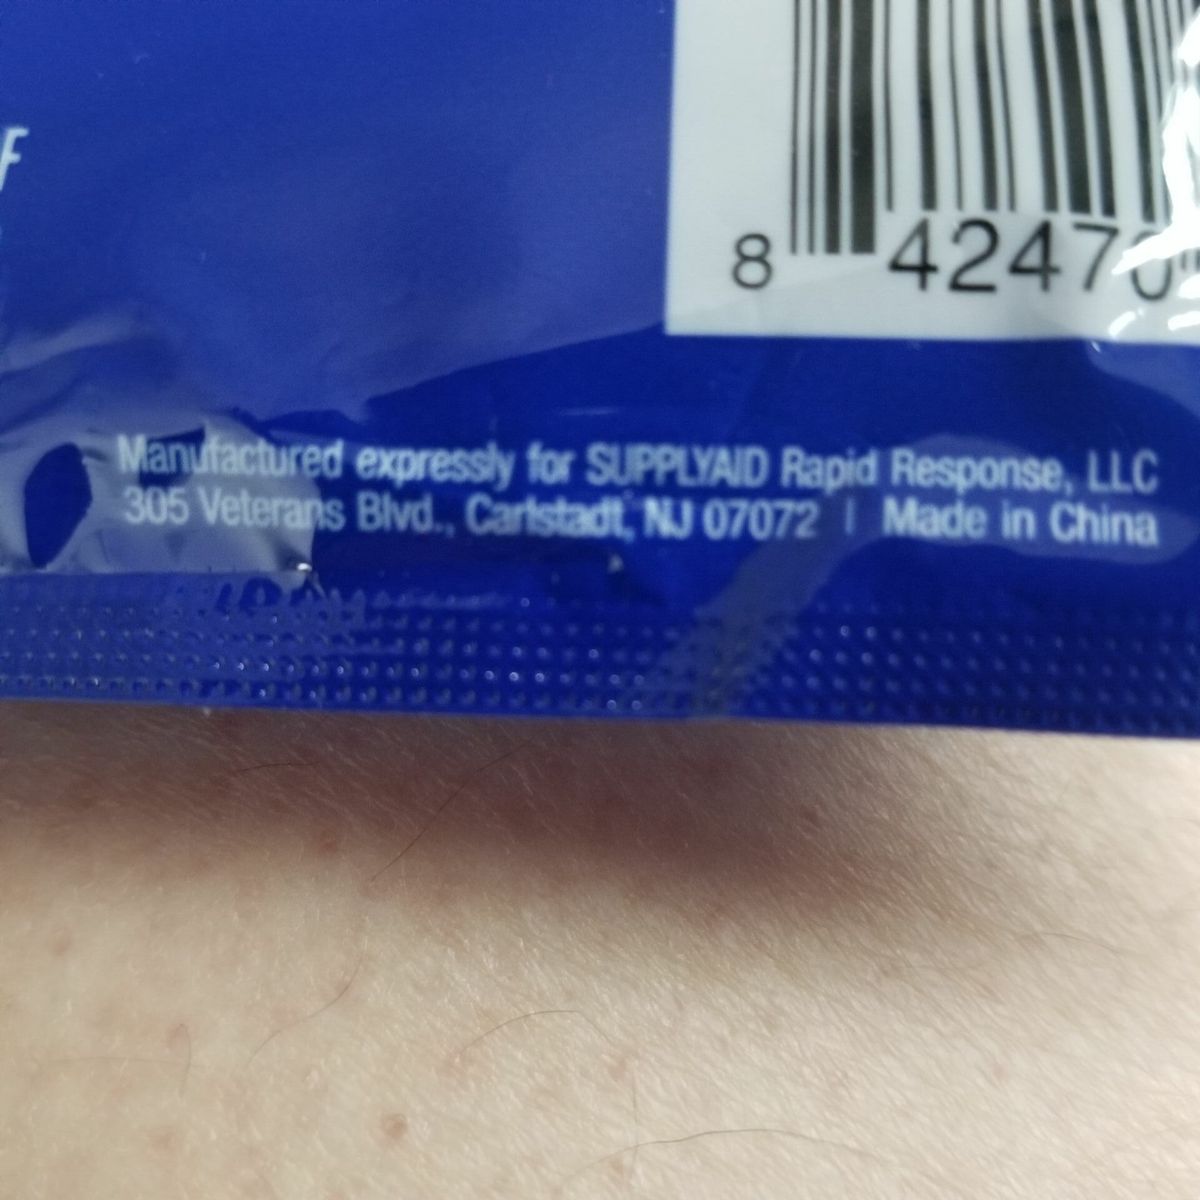 F
8 42470
Manufactured expressly for SUPPLYAID Rapid Response, LLC
305 Veterans Blvd., Carlstadt, NJ 07072 | Made in China